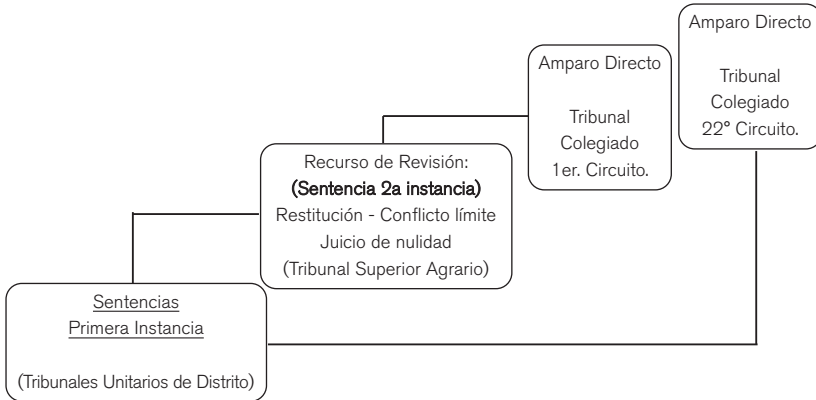 Amparo Directo
Tribunal
Colegiado
22° Circuito.
Amparo Directo
Tribunal
Colegiado
1er. Circuito.
Recurso de Revisión:
(Sentencia 2a instancia)
Restitución - Conflicto límite
Juicio de nulidad
(Tribunal Superior Agrario)
Sentencias
Primera Instancia
(Tribunales Unitarios de Distrito)